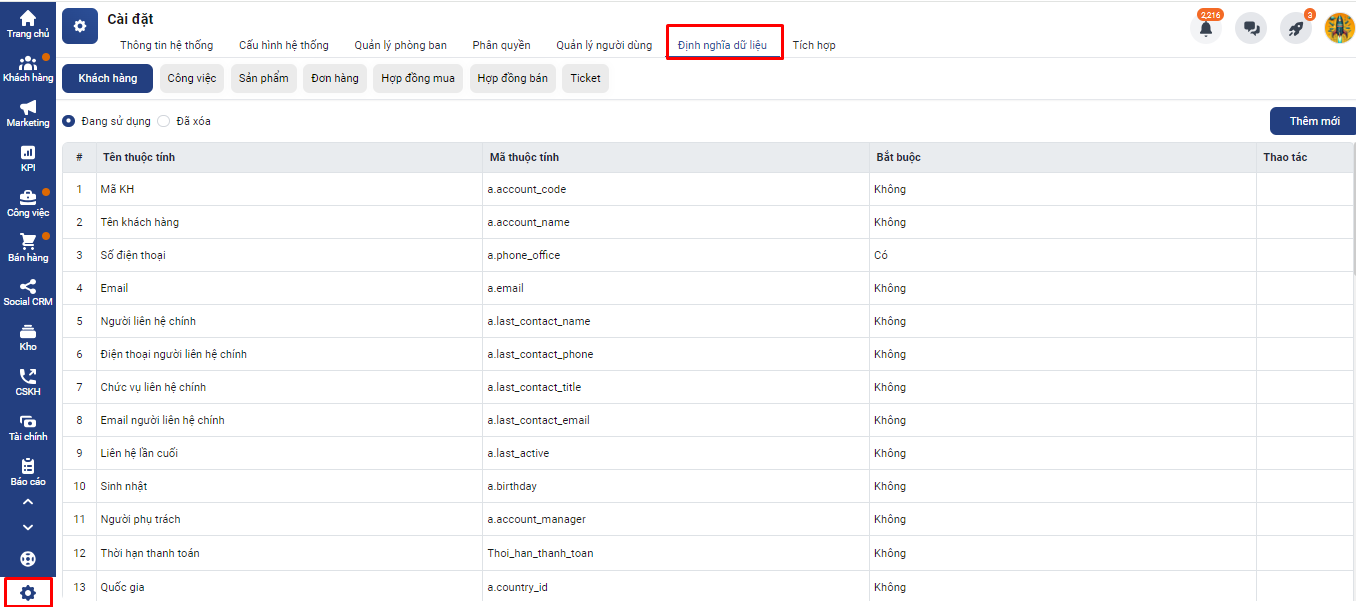 Cài đặt
Thông tin hệ thống Cấu hình hệ thống Quản lý phòng ban Phân quyền Quản lý người dùng Định nghĩa dữ liệu Tích hợp
2,216
3
Trang chủ
Khách hàng
Marketing
KPI
Công việc
Bán hàng
Social CRM
Kho
CSKH
Tài chính
Báo cáo
Khách hàng Công việc Sản phẩm Đơn hàng Hợp đồng mua Hợp đồng bán Ticket
Đang sử dụng Đã xóa
Thêm mới
# Tên thuộc tính Mã thuộc tính Bắt buộc Thao tác
1 Mã KH a.account_code Không
2 Tên khách hàng a.account_name Không
3 Số điện thoại a.phone_office Có
4 Email a.email Không
5 Người liên hệ chính a.last_contact_name Không
6 Điện thoại người liên hệ chính a.last_contact_phone Không
7 Chức vụ liên hệ chính a.last_contact_title Không
8 Email người liên hệ chính a.last_contact_email Không
9 Liên hệ lần cuối a.last_active Không
10 Sinh nhật a.birthday Không
11 Người phụ trách a.account_manager Không
12 Thời hạn thanh toán Thoi_han_thanh_toan Không
13 Quốc gia a.country_id Không